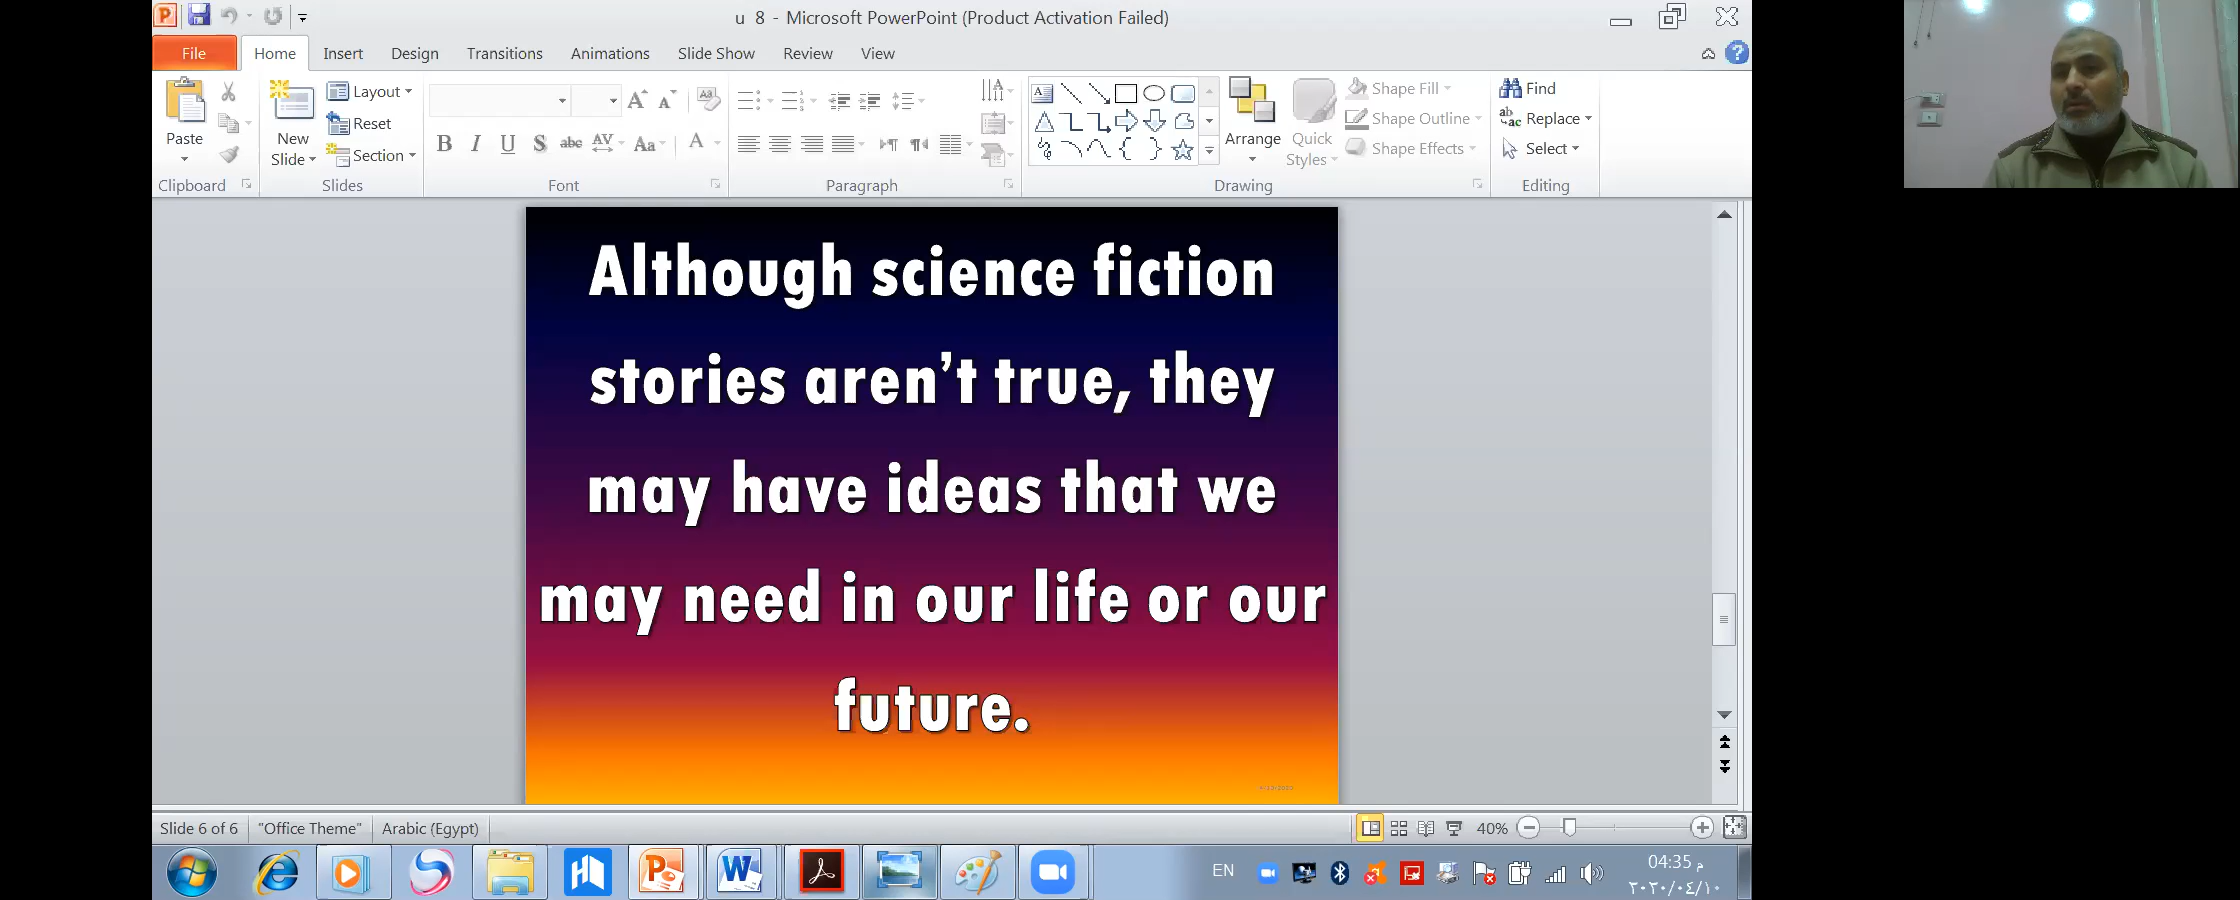 u 8 - Microsoft PowerPoint (Product Activation Failed)
File Home Insert Design Transitions Animations Slide Show Review View
Paste
Clipboard
New Slide
Layout
Reset
Section
Slides
B I U S abc AV Aa A
Font
Paragraph
Arrange
Quick Styles
Shape Fill
Shape Outline
Shape Effects
Drawing
Find
Replace
Select
Editing
Although science fiction
stories aren't true, they
may have ideas that we
may need in our life or our
future.
Slide 6 of 6 "Office Theme" Arabic (Egypt) 40%
EN
04:35 م
٢٠٢٠/٠٤/١٠